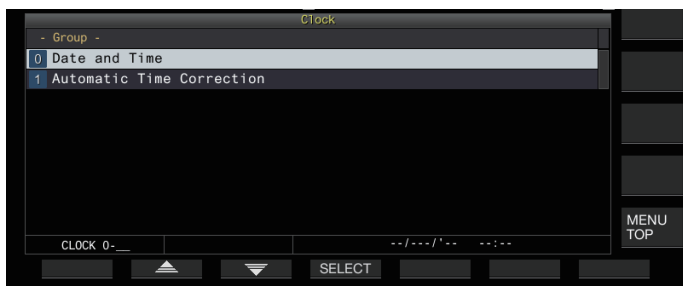 Clock
- Group -
0 Date and Time
1 Automatic Time Correction
MENU
TOP
CLOCK 0-__
--/---/'-- --:--
SELECT